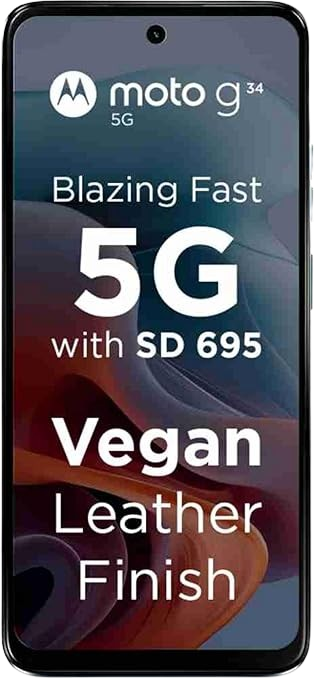 moto g34
5G
Blazing Fast
5G
with SD 695
Vegan
Leather
Finish